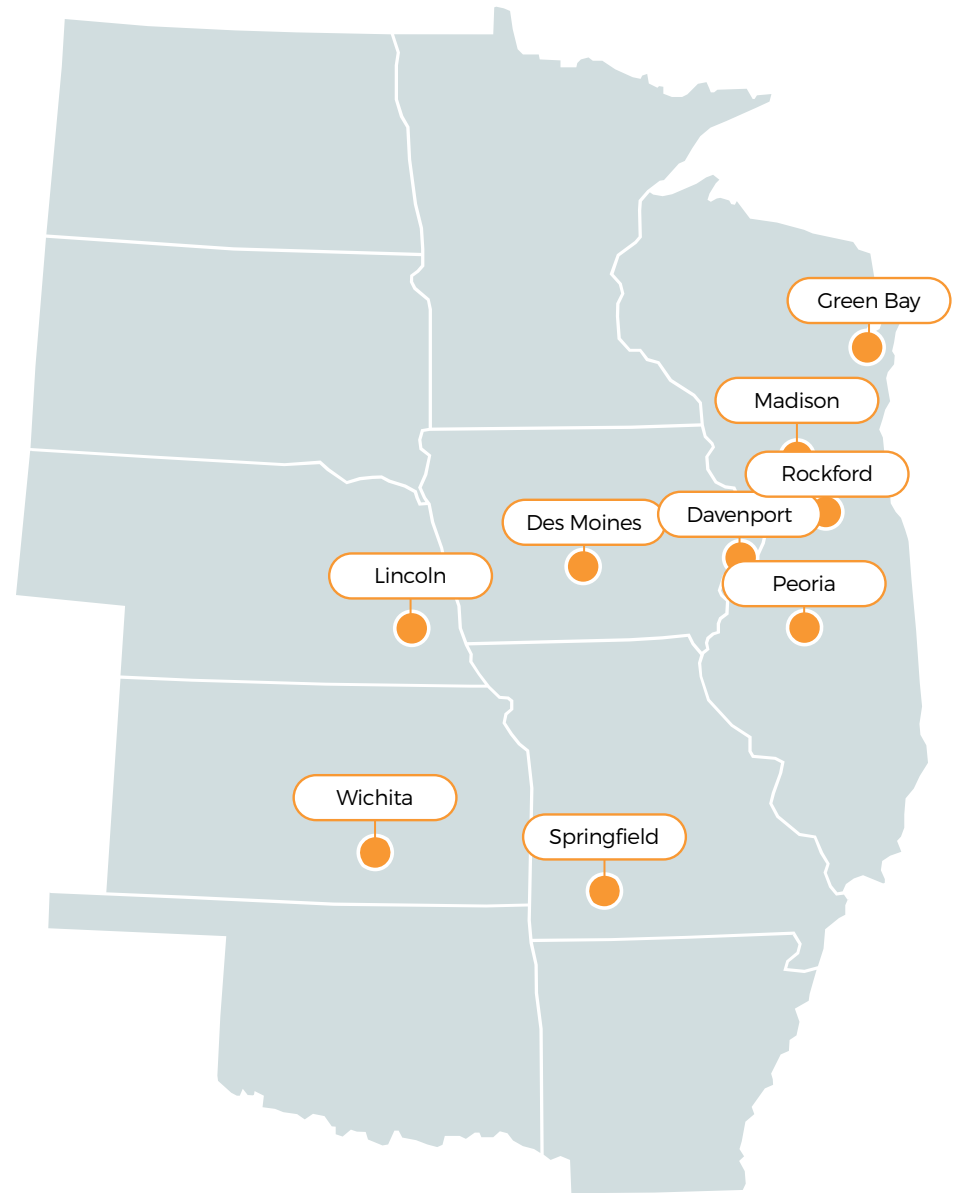 Green Bay
Madison
Rockford
Davenport
Des Moines
Lincoln
Peoria
Wichita
Springfield